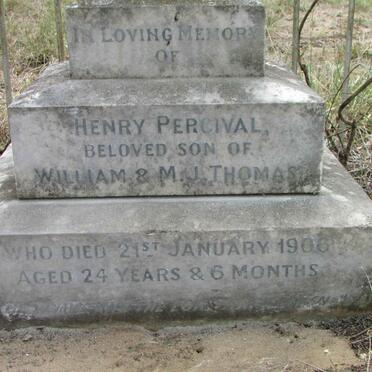 IN LOVING MEMORY
OF
HENRY PERCIVAL,
BELOVED SON OF
WILLIAM & M. J. THOMAS
WHO DIED 21ST JANUARY 1906
AGED 24 YEARS & 6 MONTHS